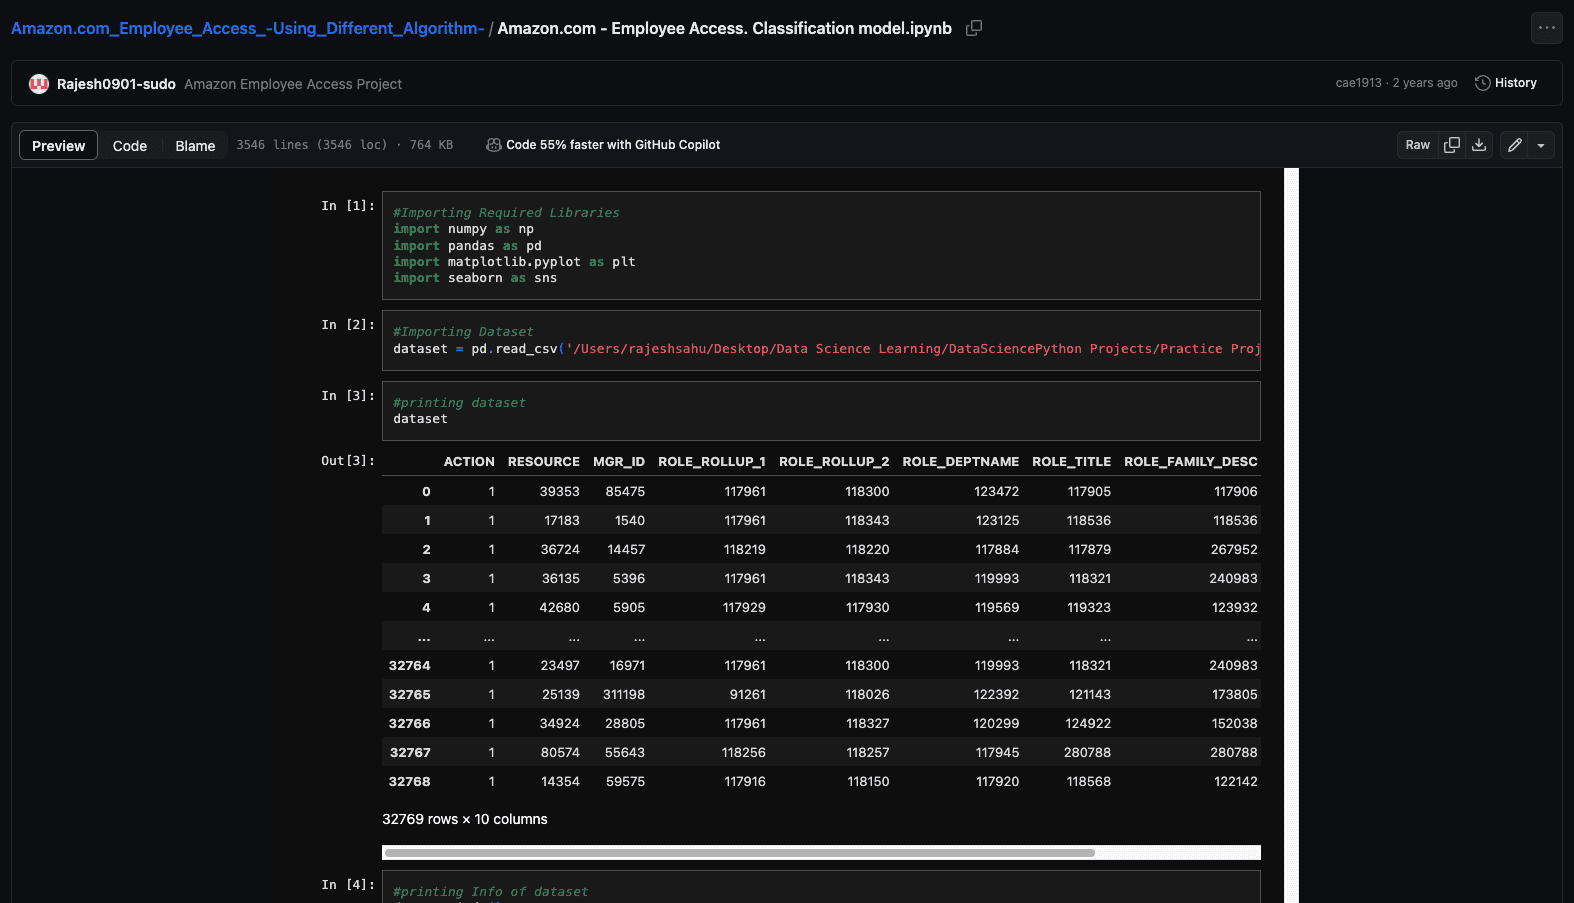 Amazon.com_Employee_Access_-Using_Different_Algorithm- / Amazon.com - Employee Access. Classification model.ipynb
Rajesh0901-sudo Amazon Employee Access Project cae1913 · 2 years ago History
Preview Code Blame 3546 lines (3546 loc) · 764 KB Code 55% faster with GitHub Copilot Raw
In [1]:
#Importing Required Libraries
import numpy as np
import pandas as pd
import matplotlib.pyplot as plt
import seaborn as sns
In [2]:
#Importing Dataset
dataset = pd.read_csv('/Users/rajeshsahu/Desktop/Data Science Learning/DataSciencePython Projects/Practice Proj
In [3]:
#printing dataset
dataset
Out[3]:
ACTION RESOURCE MGR_ID ROLE_ROLLUP_1 ROLE_ROLLUP_2 ROLE_DEPTNAME ROLE_TITLE ROLE_FAMILY_DESC
0 1 39353 85475 117961 118300 123472 117905 117906
1 1 17183 1540 117961 118343 123125 118536 118536
2 1 36724 14457 118219 118220 117884 117879 267952
3 1 36135 5396 117961 118343 119993 118321 240983
4 1 42680 5905 117929 117930 119569 119323 123932
... ... ... ... ... ... ... ... ...
32764 1 23497 16971 117961 118300 119993 118321 240983
32765 1 25139 311198 91261 118026 122392 121143 173805
32766 1 34924 28805 117961 118327 120299 124922 152038
32767 1 80574 55643 118256 118257 117945 280788 280788
32768 1 14354 59575 117916 118150 117920 118568 122142
32769 rows × 10 columns
In [4]:
#printing Info of dataset